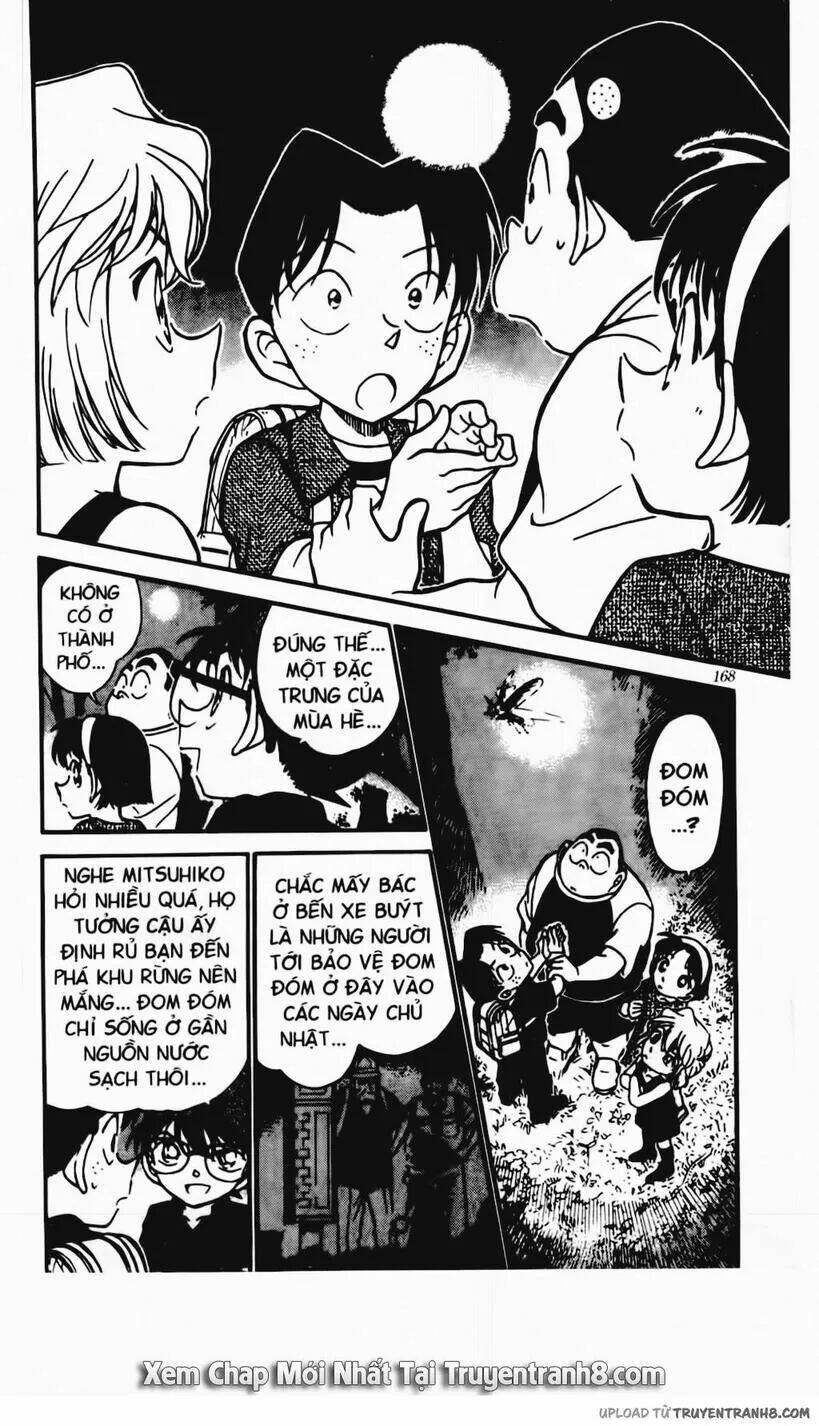 168
ĐOM
ĐÓM
...?
ĐÚNG THẾ...
MỘT ĐẶC
TRƯNG CỦA
MÙA HÈ...
KHÔNG
CÓ Ở
THÀNH
PHỐ...
CHẮC MẤY BÁC
Ở BẾN XE BUÝT
LÀ NHỮNG NGƯỜI
TỚI BẢO VỆ ĐOM
ĐÓM Ở ĐÂY VÀO
CÁC NGÀY CHỦ
NHẬT...
NGHE MITSUHIKO
HỎI NHIỀU QUÁ, HỌ
TƯỞNG CẬU ẤY
ĐỊNH RỦ BẠN ĐẾN
PHÁ KHU RỪNG NÊN
MẮNG... ĐOM ĐÓM
CHỈ SỐNG Ở GẦN
NGUỒN NƯỚC
SẠCH THÔI...
Xem Chap Mới Nhất Tại Truyentranh8.com
UPLOAD TỪ TRUYENTRANH8.COM